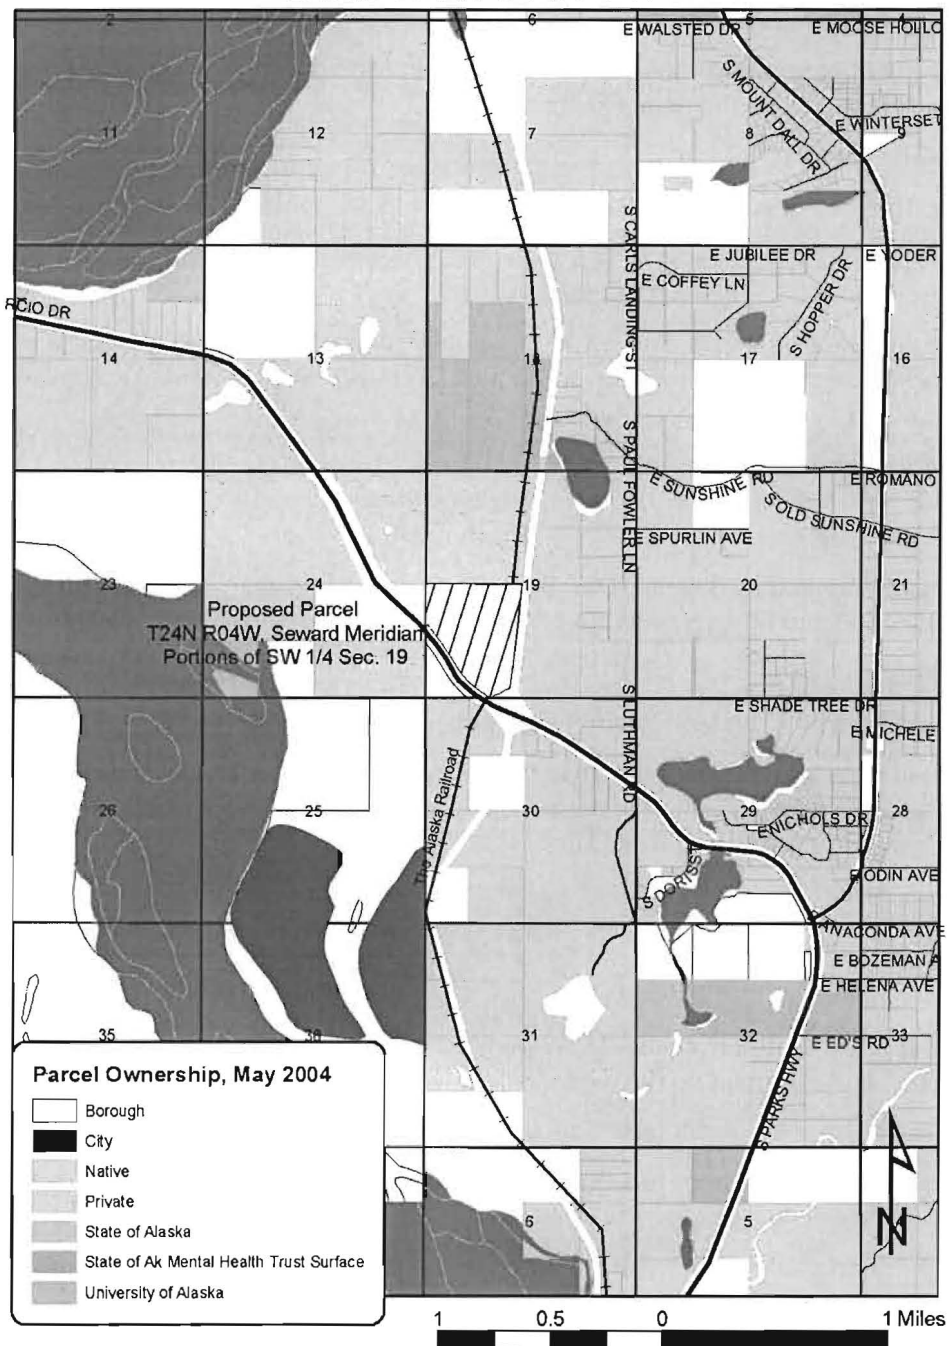 2
1
6
5
4
E WALSTED DR
E MOOSE HOLLO
S MOUNT DALL DR
E WINTERSET
11
12
7
8
9
S CARLS LANDING ST
E JUBILEE DR
E YODER
E COFFEY LN
S HOPPER DR
RCIO DR
14
13
18
17
16
S PAUL FOWLER LN
E SUNSHINE RD
E ROMANO
S OLD SUNSHINE RD
E SPURLIN AVE
23
24
19
20
21
Proposed Parcel
T24N R04W, Seward Meridian
Portions of SW 1/4 Sec. 19
S LUTHMAN RD
E SHADE TREE DR
E MICHELE
The Alaska Railroad
26
25
30
29
28
E NICHOLS DR
S DORIS ST
E ODIN AVE
ANACONDA AVE
E BOZEMAN A
E HELENA AVE
35
36
31
32
33
E ED'S RD
S PARKS HWY
Parcel Ownership, May 2004
Borough
City
Native
Private
State of Alaska
State of Ak Mental Health Trust Surface
University of Alaska
6
5
N
1 0.5 0 1 Miles